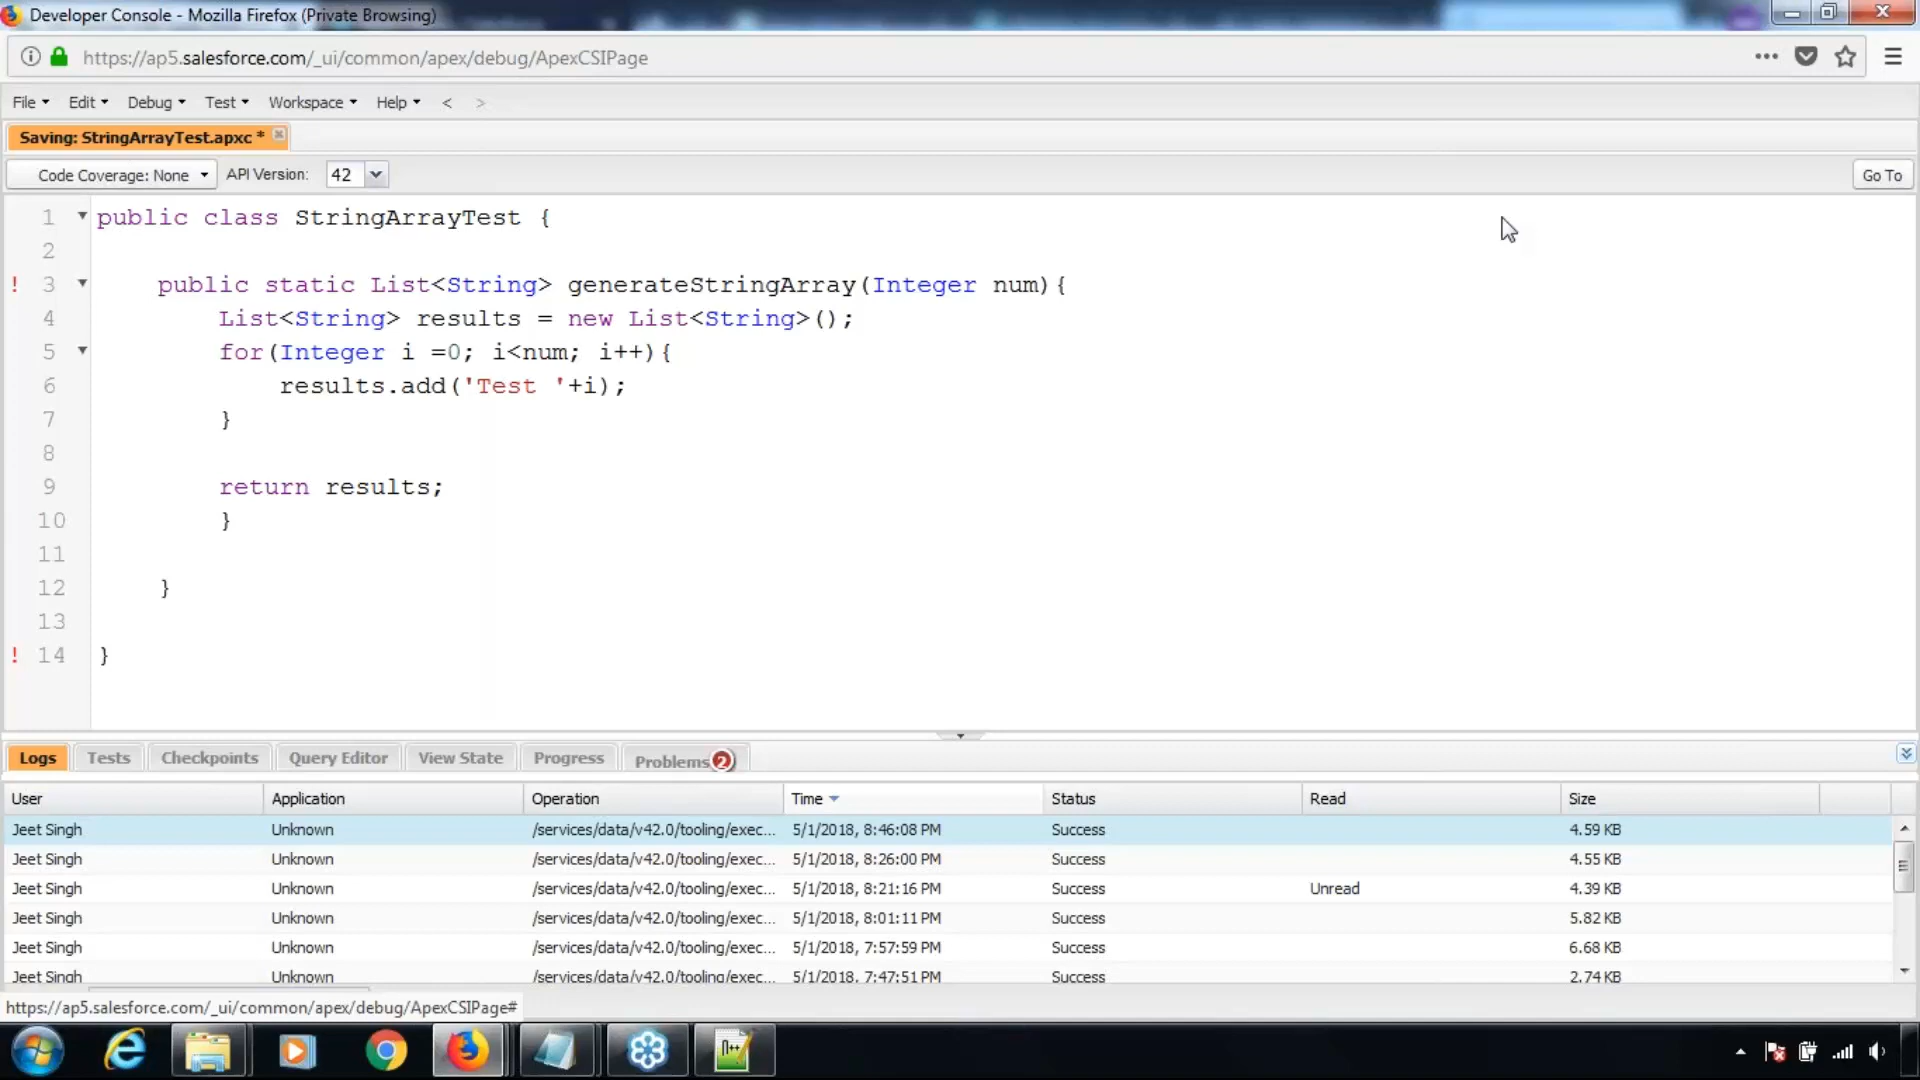 Developer Console - Mozilla Firefox (Private Browsing)
https://ap5.salesforce.com/_ui/common/apex/debug/ApexCSIPage
File Edit Debug Test Workspace Help < >
Saving: StringArrayTest.apxc *
Code Coverage: None API Version: 42 Go To
1 public class StringArrayTest {
2
! 3 public static List<String> generateStringArray(Integer num){
4 List<String> results = new List<String>();
5 for(Integer i =0; i<num; i++){
6 results.add('Test '+i);
7 }
8
9 return results;
10 }
11
12 }
13
! 14 }
Logs Tests Checkpoints Query Editor View State Progress Problems 2
User Application Operation Time Status Read Size
Jeet Singh Unknown /services/data/v42.0/tooling/exec... 5/1/2018, 8:46:08 PM Success 4.59 KB
Jeet Singh Unknown /services/data/v42.0/tooling/exec... 5/1/2018, 8:26:00 PM Success 4.55 KB
Jeet Singh Unknown /services/data/v42.0/tooling/exec... 5/1/2018, 8:21:16 PM Success Unread 4.39 KB
Jeet Singh Unknown /services/data/v42.0/tooling/exec... 5/1/2018, 8:01:11 PM Success 5.82 KB
Jeet Singh Unknown /services/data/v42.0/tooling/exec... 5/1/2018, 7:57:59 PM Success 6.68 KB
Jeet Singh Unknown /services/data/v42.0/tooling/exec... 5/1/2018, 7:47:51 PM Success 2.74 KB
https://ap5.salesforce.com/_ui/common/apex/debug/ApexCSIPage#